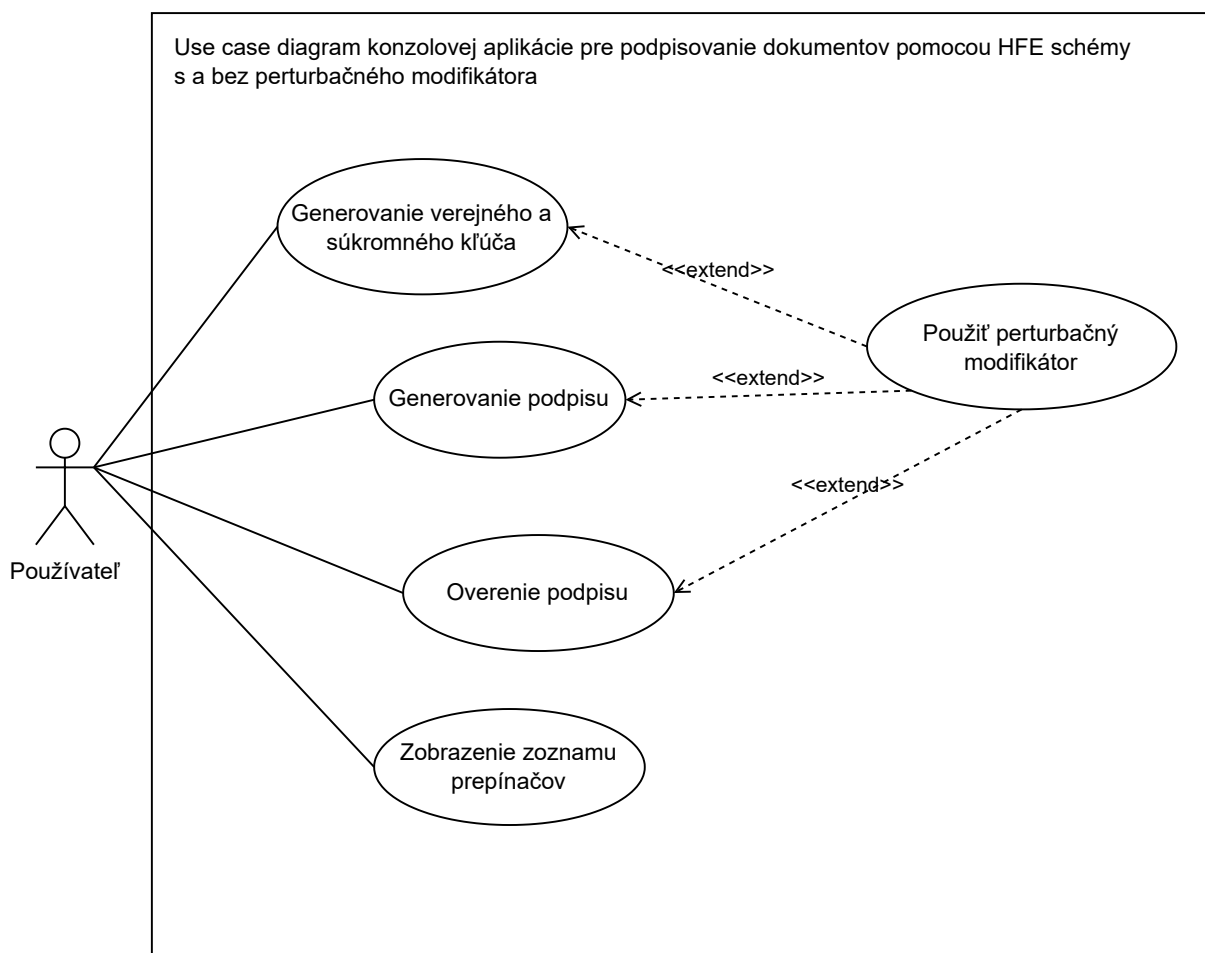 Use case diagram konzolovej aplikácie pre podpisovanie dokumentov pomocou HFE schémy
s a bez perturbačného modifikátora
Generovanie verejného a
súkromného kľúča
<<extend>>
Použiť perturbačný
modifikátor
<<extend>>
Generovanie podpisu
<<extend>>
Používateľ
Overenie podpisu
Zobrazenie zoznamu
prepínačov